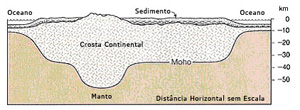 Oceano Sedimento Oceano km
0
Crosta Continental
-10
-20
Moho
-30
-40
-50
Manto Distância Horizontal sem Escala